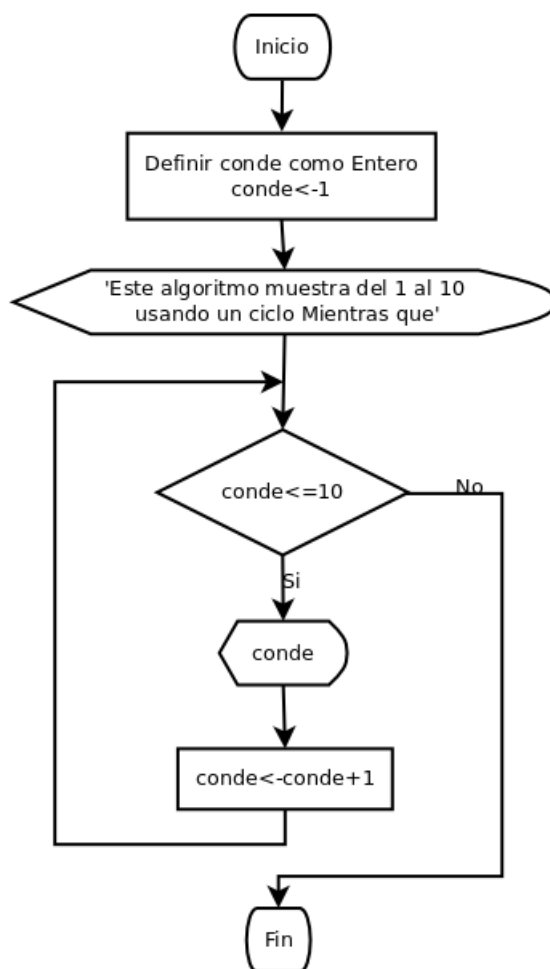 Inicio
Definir conde como Entero
conde<-1
'Este algoritmo muestra del 1 al 10
usando un ciclo Mientras que'
conde<=10
No
Si
conde
conde<-conde+1
Fin